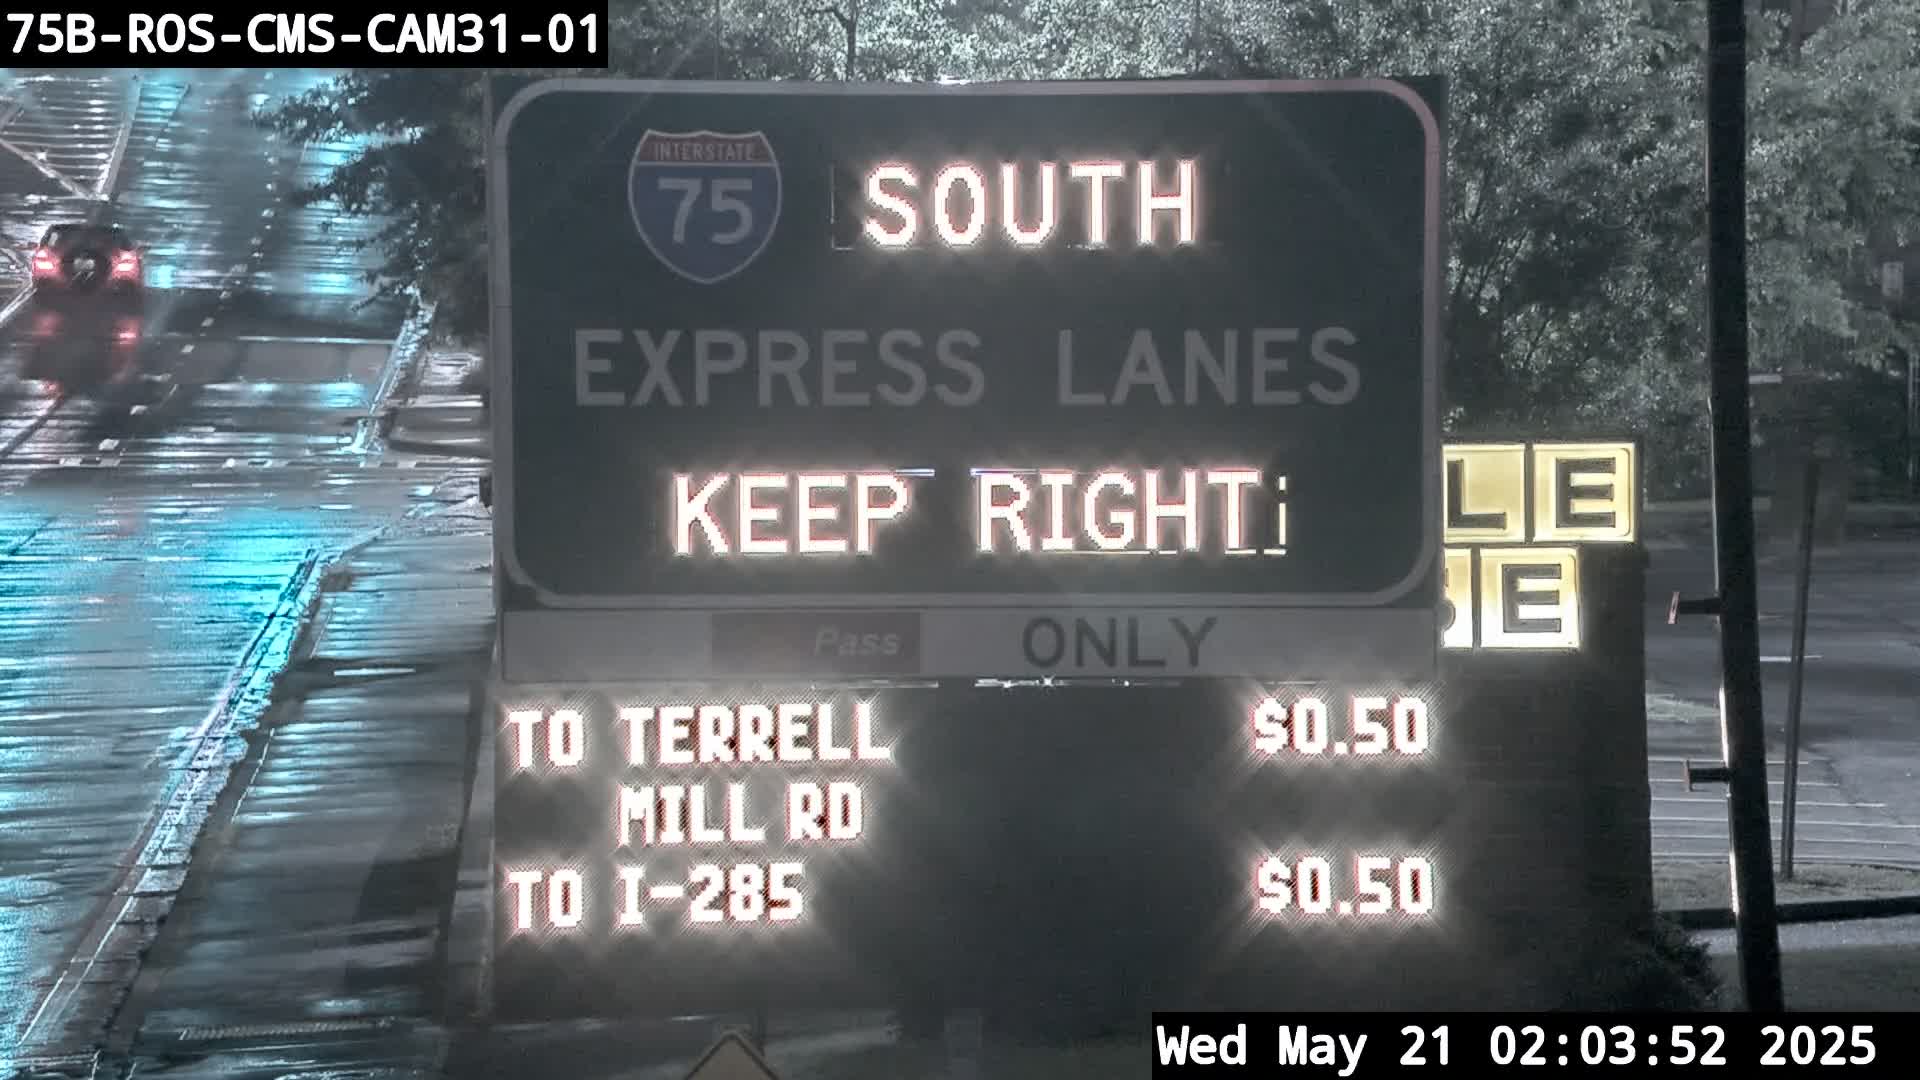 75B-ROS-CMS-CAM31-01
INTERSTATE
75
SOUTH
EXPRESS LANES
KEEP RIGHT
Pass ONLY
LE
E
TO TERRELL $0.50
MILL RD
TO I-285 $0.50
Wed May 21 02:03:52 2025